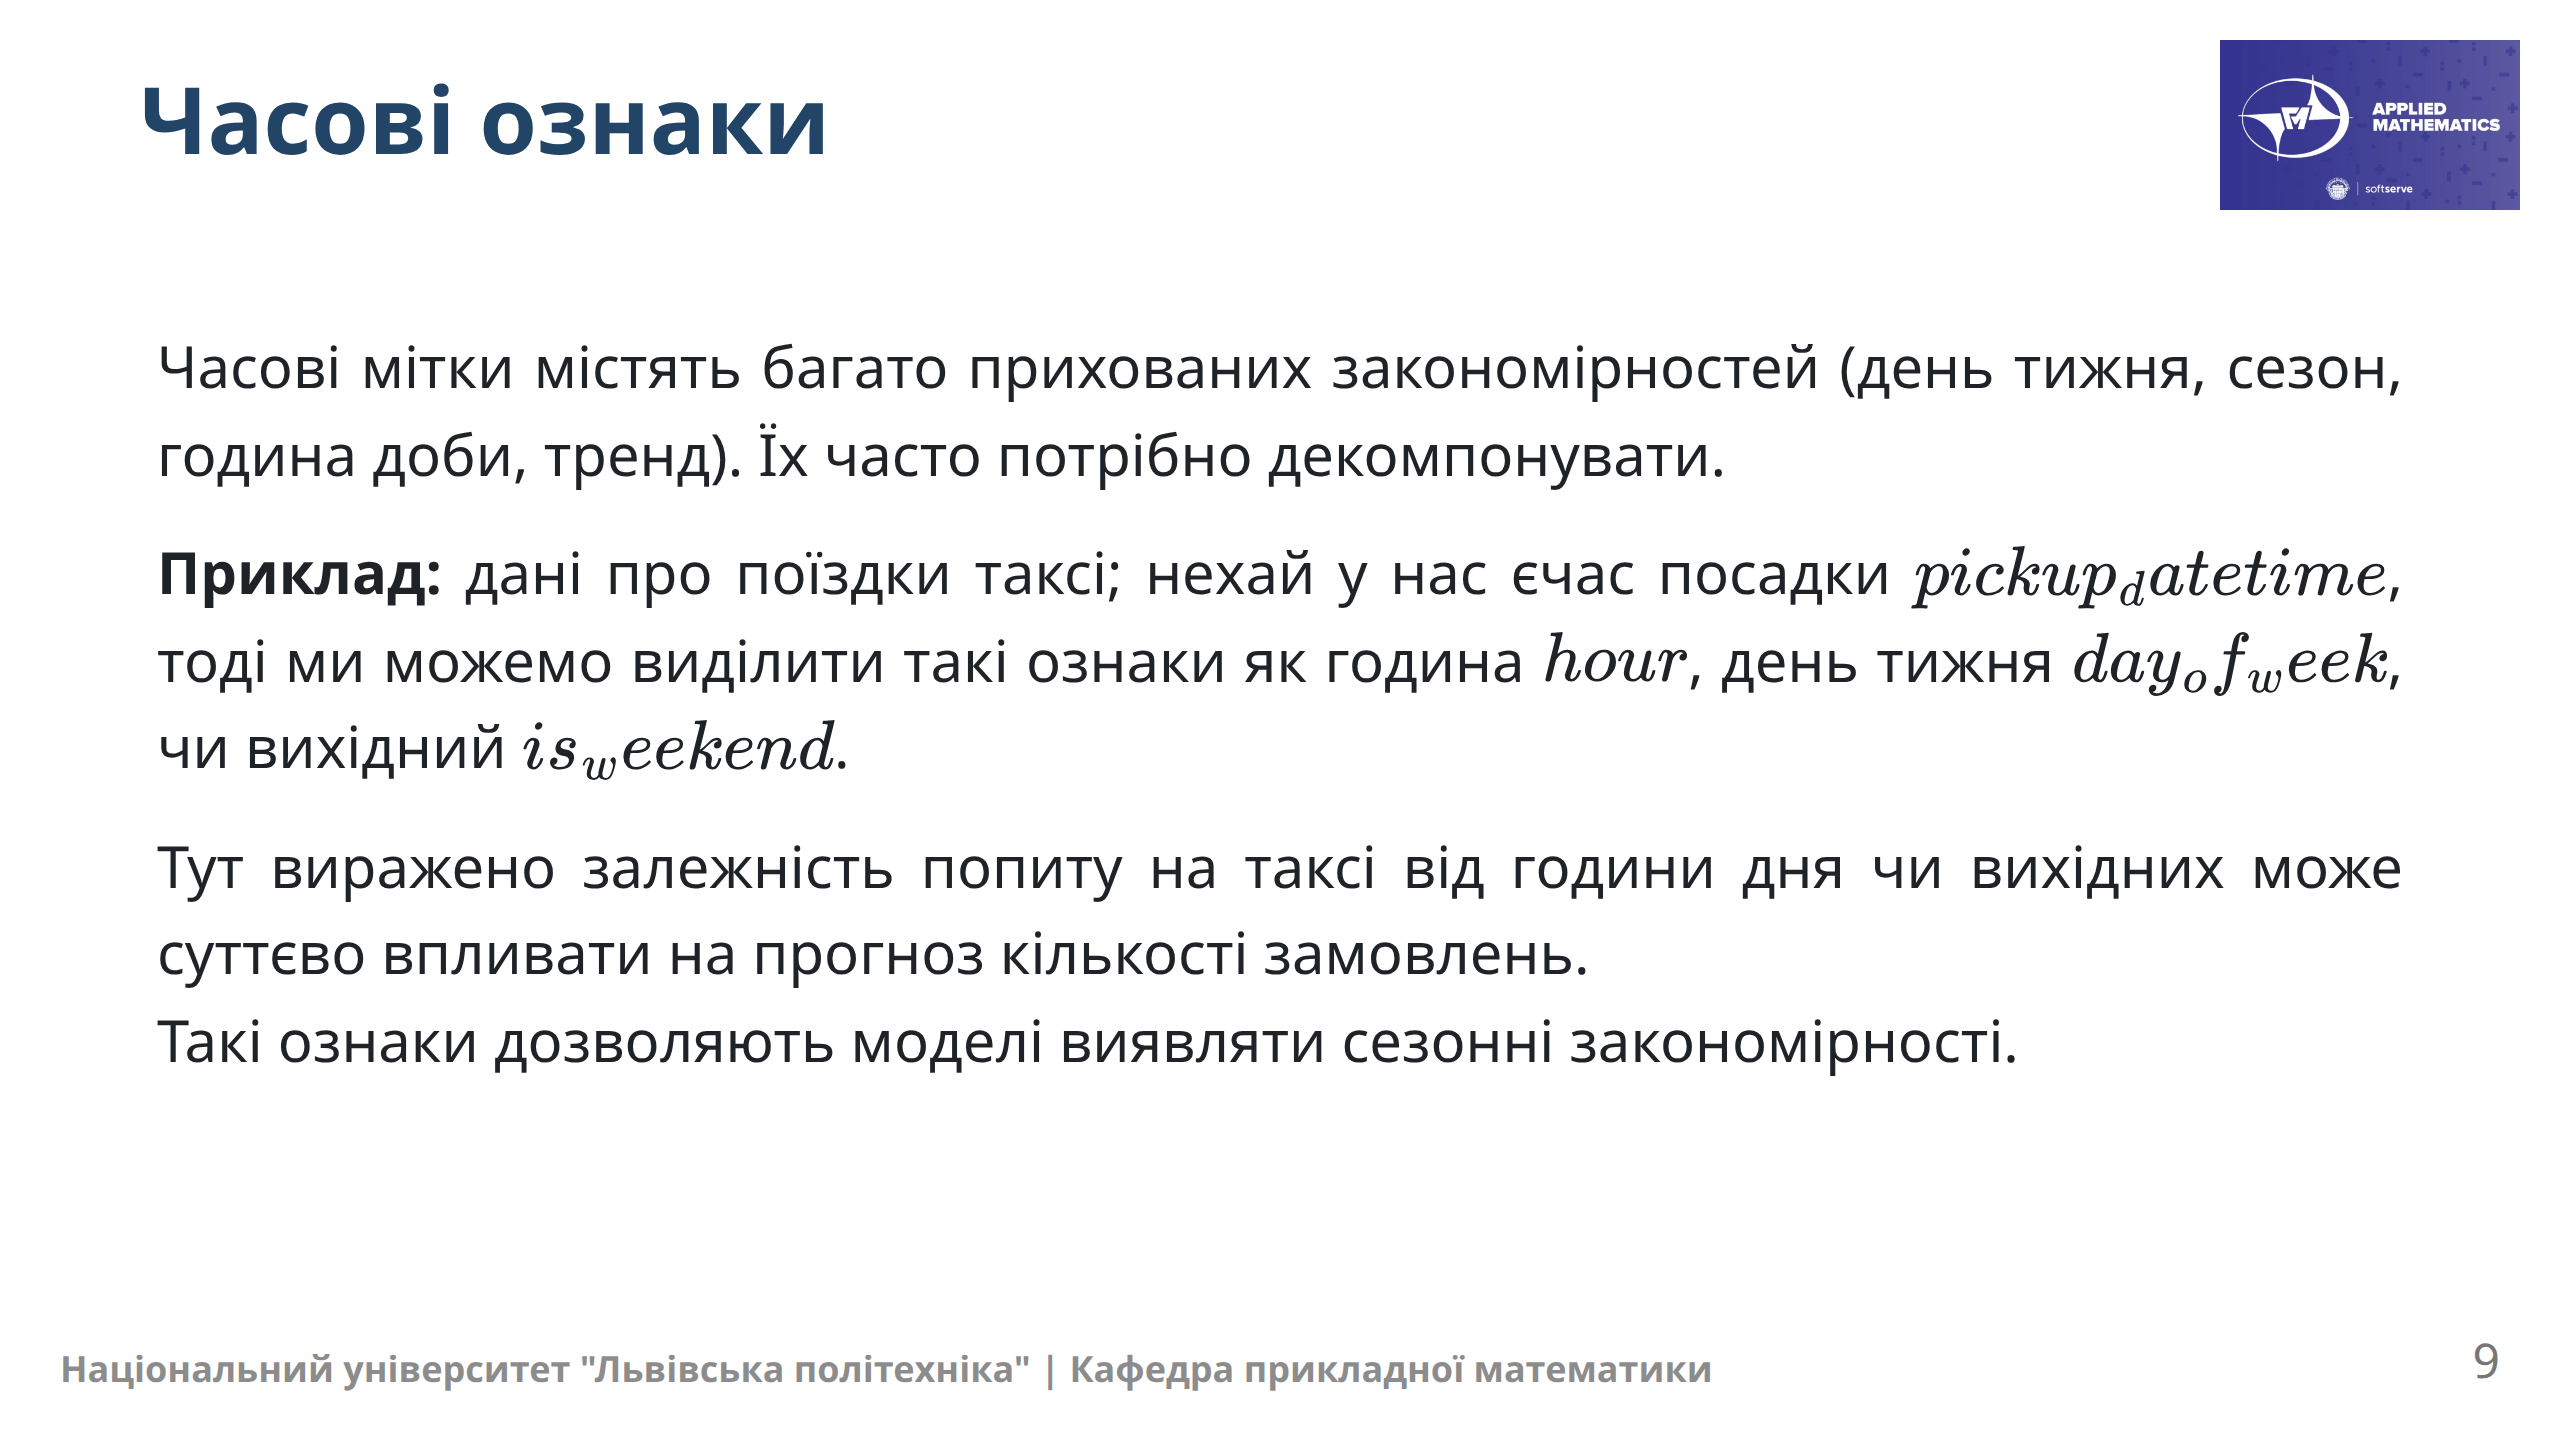 Часові ознаки
APPLIED
MATHEMATICS
softserve
Часові мітки містять багато прихованих закономірностей (день тижня, сезон,
година доби, тренд). Їх часто потрібно декомпонувати.
Приклад: дані про поїздки таксі; нехай у нас єчас посадки $pickup_datetime$,
тоді ми можемо виділити такі ознаки як година $hour$, день тижня $day_of_week$,
чи вихідний $is_weekend$.
Тут виражено залежність попиту на таксі від години дня чи вихідних може
суттєво впливати на прогноз кількості замовлень.
Такі ознаки дозволяють моделі виявляти сезонні закономірності.
Національний університет "Львівська політехніка" | Кафедра прикладної математики
9